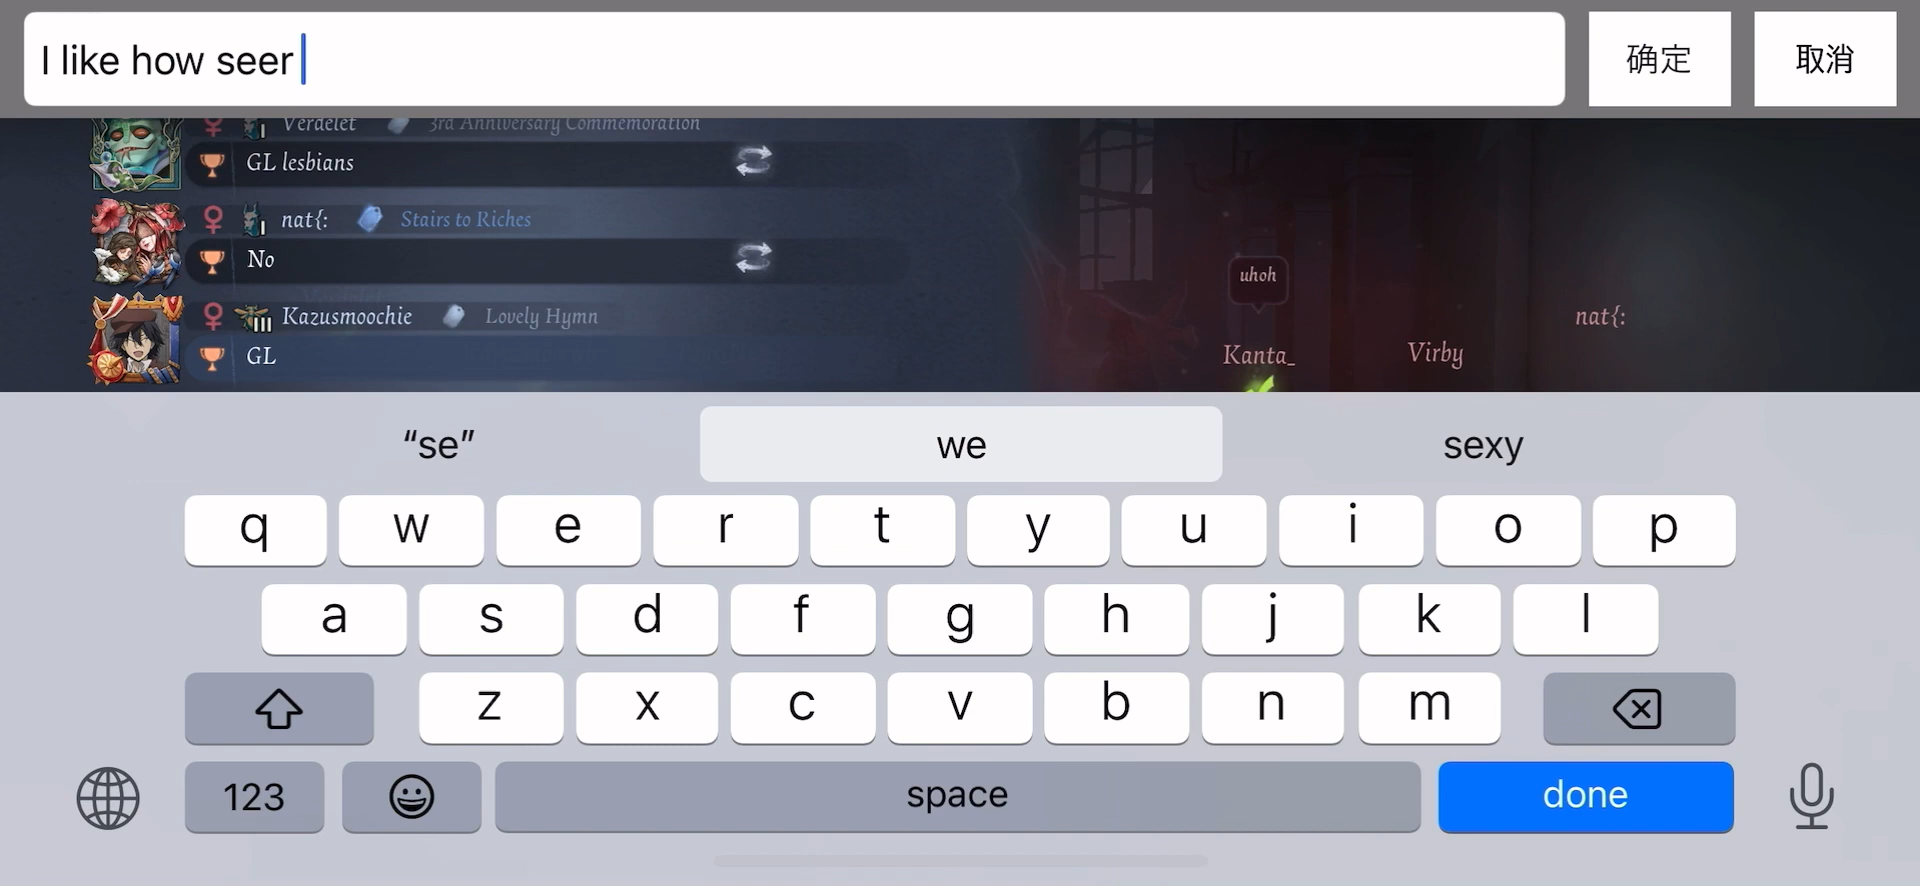 I like how seer
确定
取消
Verdelet 3rd Anniversary Commemoration
GL lesbians
nat{: Stairs to Riches
No
Kazusmoochie Lovely Hymn
GL
uhoh
Kanta_
Virby
nat{:
“se” we sexy
q w e r t y u i o p
a s d f g h j k l
z x c v b n m
123 space done